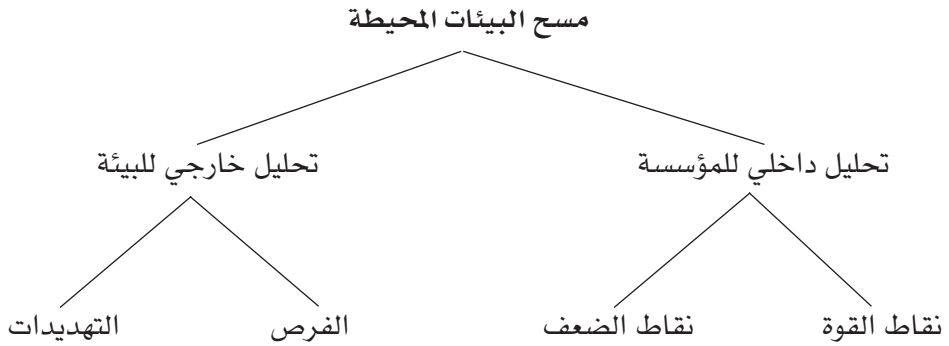 مسح البيئات المحيطة
تحليل داخلي للمؤسسة
تحليل خارجي للبيئة
نقاط القوة
نقاط الضعف
الفرص
التهديدات